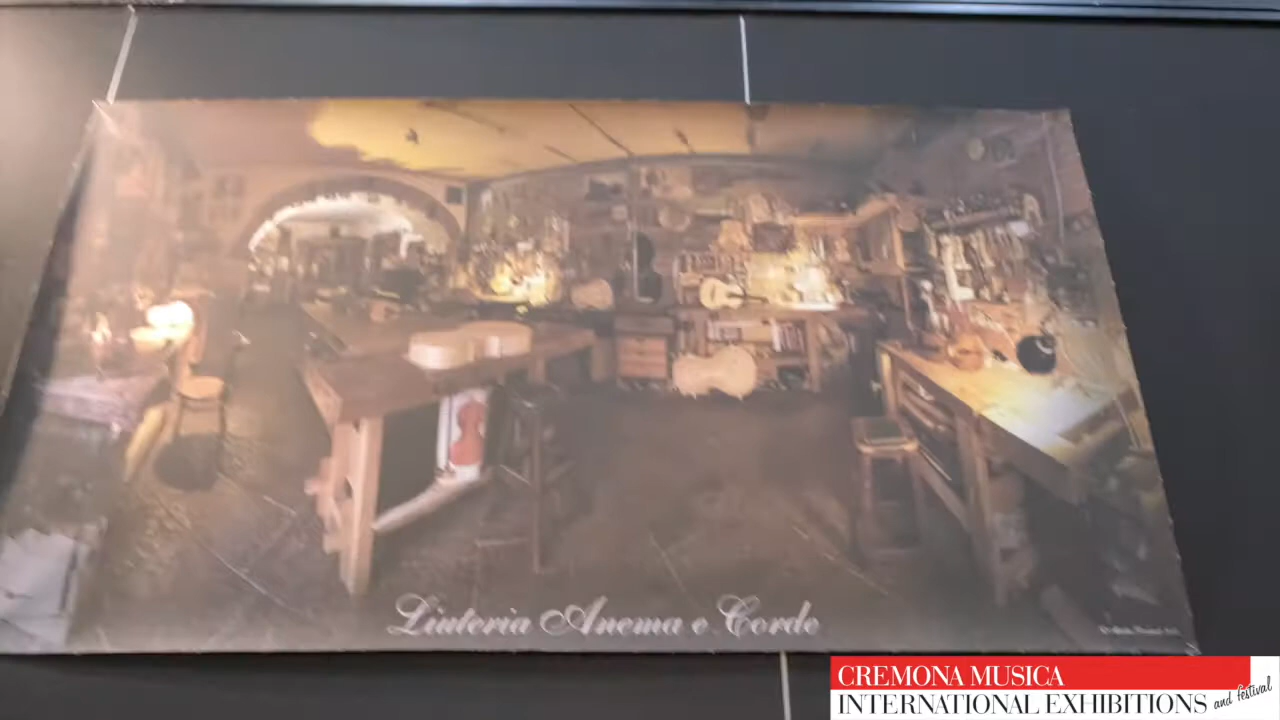 Liuteria Anema e Corde
CREMONA MUSICA
INTERNATIONAL EXHIBITIONS and festival